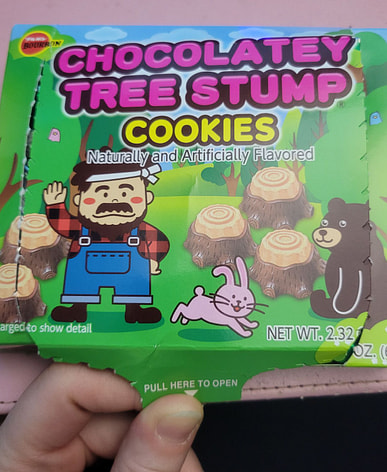 BOURBON
CHOCOLATEY
TREE STUMP
COOKIES
Naturally and Artificially Flavored
arged to show detail
NET WT. 2.32
OZ. (
PULL HERE TO OPEN